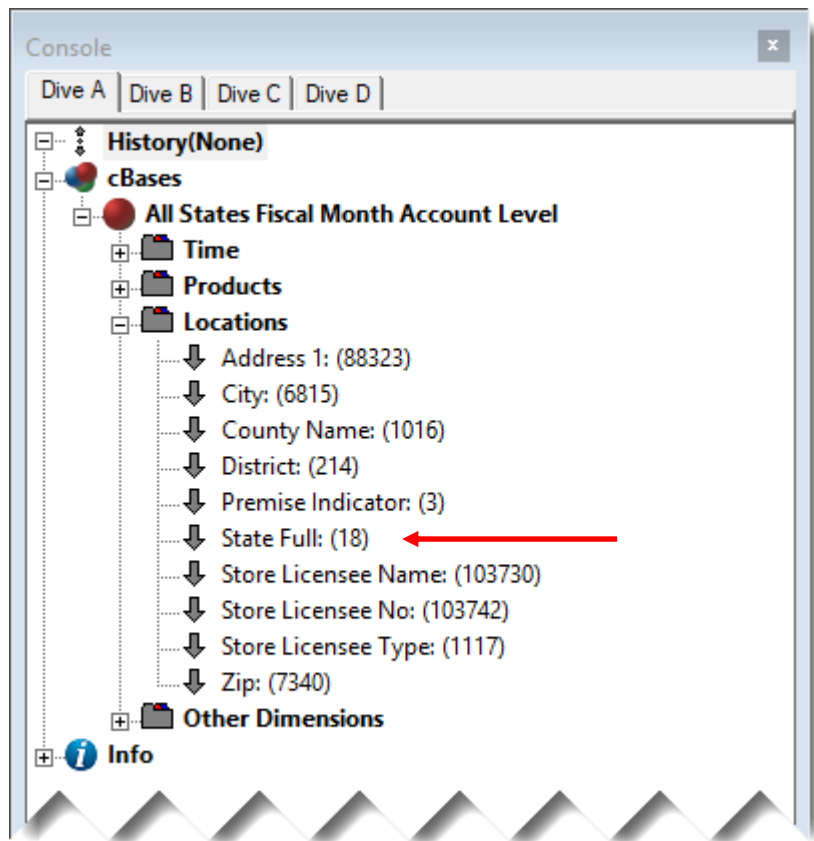 Console
x
Dive A Dive B Dive C Dive D
History(None)
cBases
All States Fiscal Month Account Level
Time
Products
Locations
Address 1: (88323)
City: (6815)
County Name: (1016)
District: (214)
Premise Indicator: (3)
State Full: (18)
Store Licensee Name: (103730)
Store Licensee No: (103742)
Store Licensee Type: (1117)
Zip: (7340)
Other Dimensions
i Info